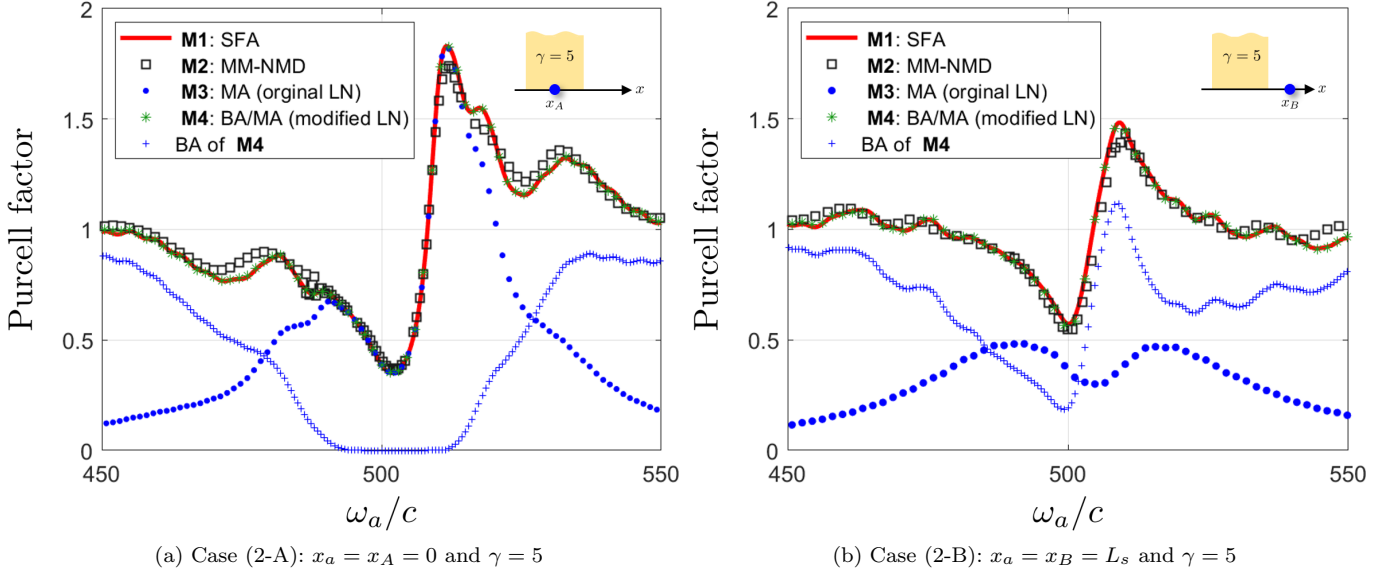 Purcell factor
2
1.5
1
0.5
0
M1: SFA
M2: MM-NMD
M3: MA (orginal LN)
M4: BA/MA (modified LN)
BA of M4
γ = 5
x
x_A
450
500
550
ω_a/c
(a) Case (2-A): x_a = x_A = 0 and γ = 5
Purcell factor
2
1.5
1
0.5
0
M1: SFA
M2: MM-NMD
M3: MA (orginal LN)
M4: BA/MA (modified LN)
BA of M4
γ = 5
x
x_B
450
500
550
ω_a/c
(b) Case (2-B): x_a = x_B = L_s and γ = 5